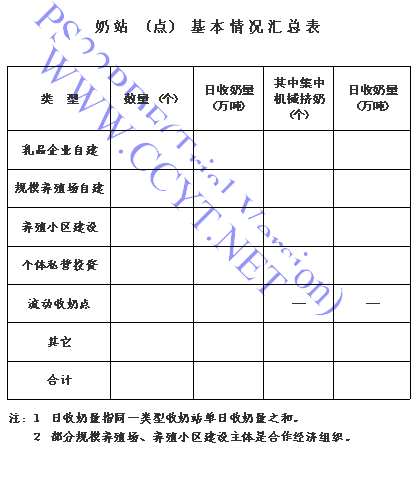 奶站 （点） 基本情况汇总表
类 型
数量（个）
日收奶量
（万吨）
其中集中
机械挤奶
（个）
日收奶量
（万吨）
乳品企业自建
规模养殖场自建
养殖小区建设
个体私营投资
流动收奶点 — —
其它
合计
注：1 日收奶量指同一类型收奶站单日收奶量之和。
2 部分规模养殖场、养殖小区建设主体是合作经济组织。
(Trial Version)
WWW.CCYT.NET